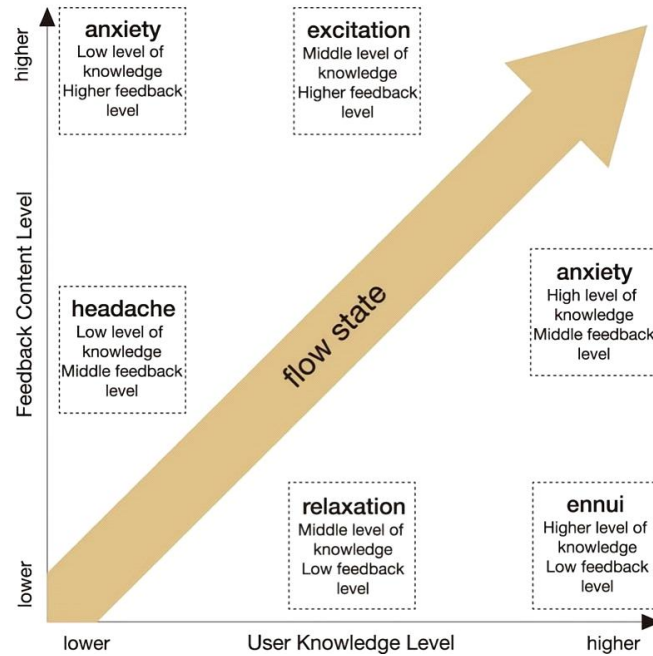 higher
anxiety
Low level of
knowledge
Higher feedback
level
excitation
Middle level of
knowledge
Higher feedback
level
Feedback Content Level
anxiety
High level of
knowledge
Middle feedback
level
headache
Low level of
knowledge
Middle feedback
level
flow state
relaxation
Middle level of
knowledge
Low feedback
level
ennui
Higher level of
knowledge
Low feedback
level
lower
lower
User Knowledge Level
higher